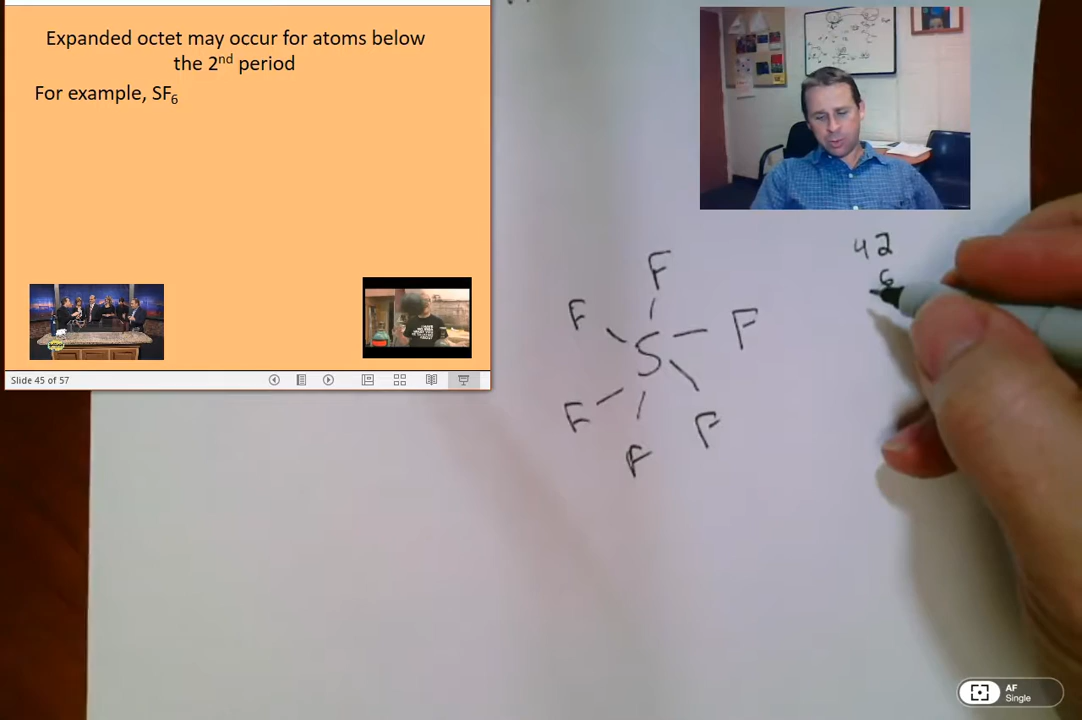 Expanded octet may occur for atoms below
the 2nd period
For example, SF6
Slide 45 of 57
42
6
F
F
F
S
F
F
F
AF
Single